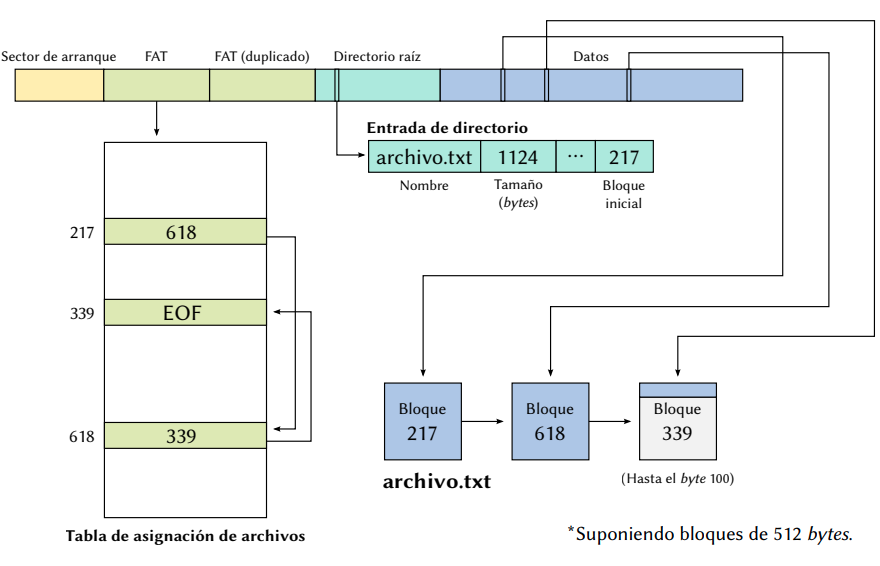 Sector de arranque
FAT
FAT (duplicado)
Directorio raíz
Datos
Entrada de directorio
archivo.txt
1124
...
217
Nombre
Tamaño
(bytes)
Bloque
inicial
217
618
339
EOF
618
339
Tabla de asignación de archivos
Bloque
217
Bloque
618
Bloque
339
archivo.txt
(Hasta el byte 100)
*Suponiendo bloques de 512 bytes.